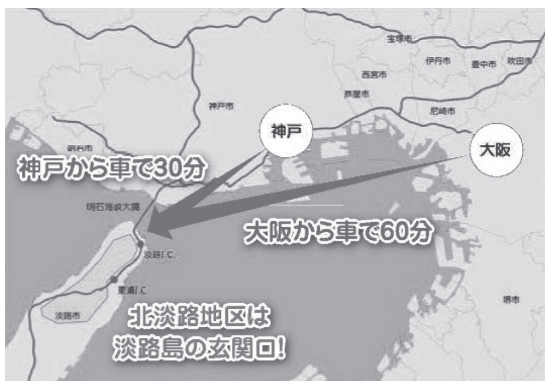 宝塚市
伊丹市
豊中市
吹田市
西宮市
芦屋市
尼崎市
神戸市
神戸
大阪
明石市
神戸から車で30分
明石海峡大橋
大阪から車で60分
淡路I.C.
東浦I.C.
堺市
淡路市
北淡路地区は
淡路島の玄関口!